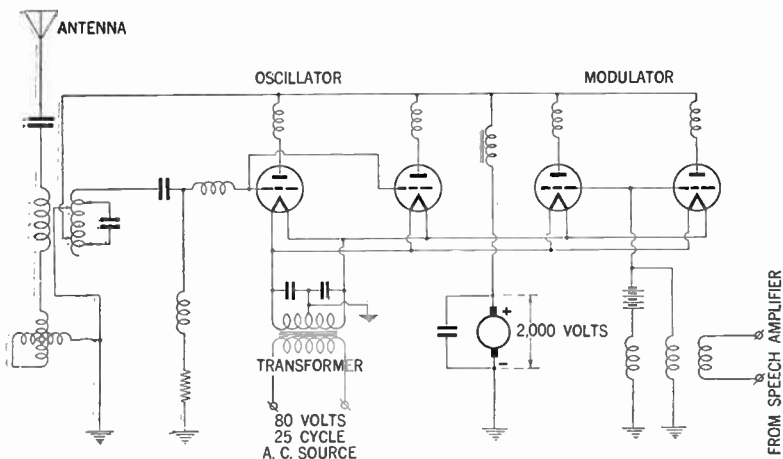 ANTENNA
OSCILLATOR
MODULATOR
+
2,000 VOLTS
-
TRANSFORMER
80 VOLTS
25 CYCLE
A. C. SOURCE
FROM SPEECH AMPLIFIER